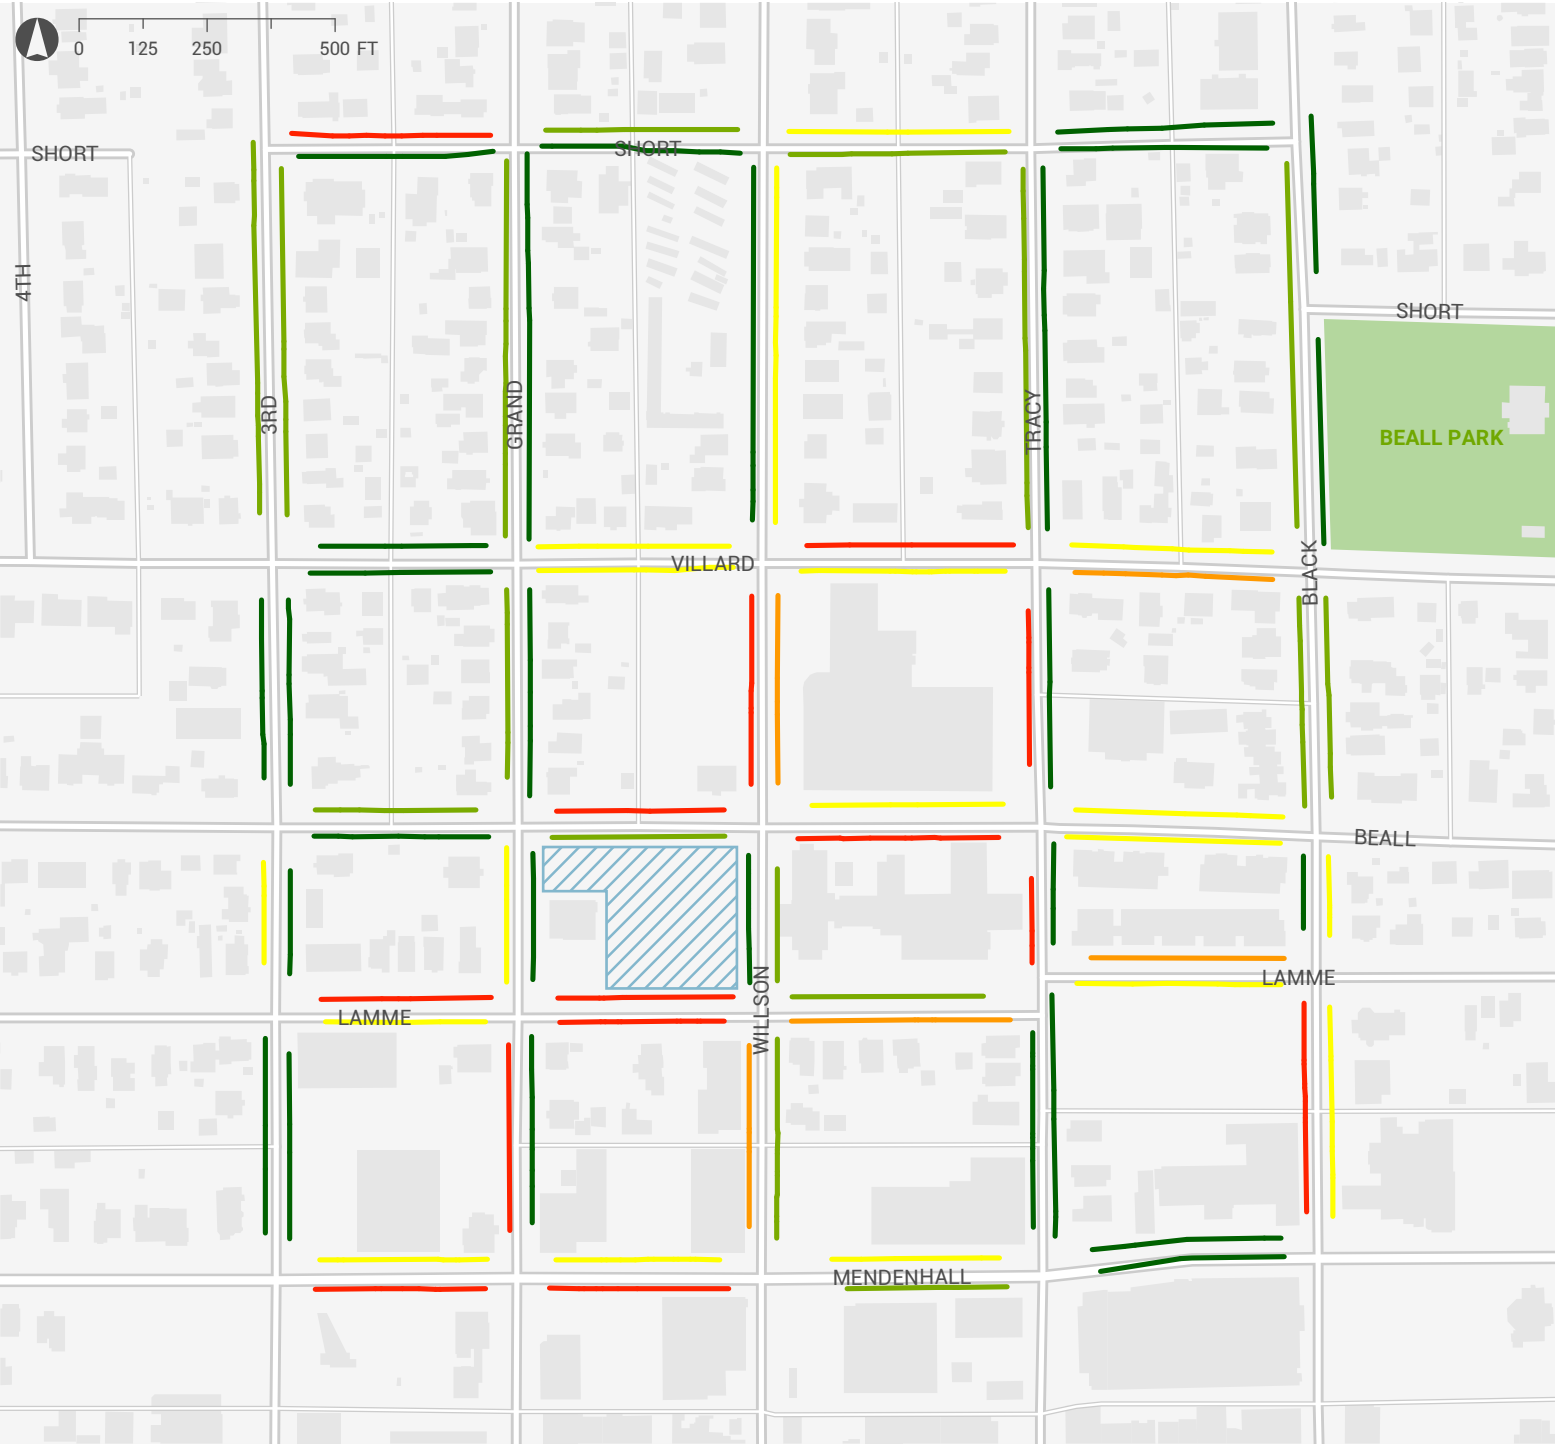 0 125 250 500 FT
SHORT
SHORT
4TH
SHORT
3RD
GRAND
TRACY
BEALL PARK
VILLARD
BLACK
BEALL
LAMME
WILLSON
LAMME
MENDENHALL